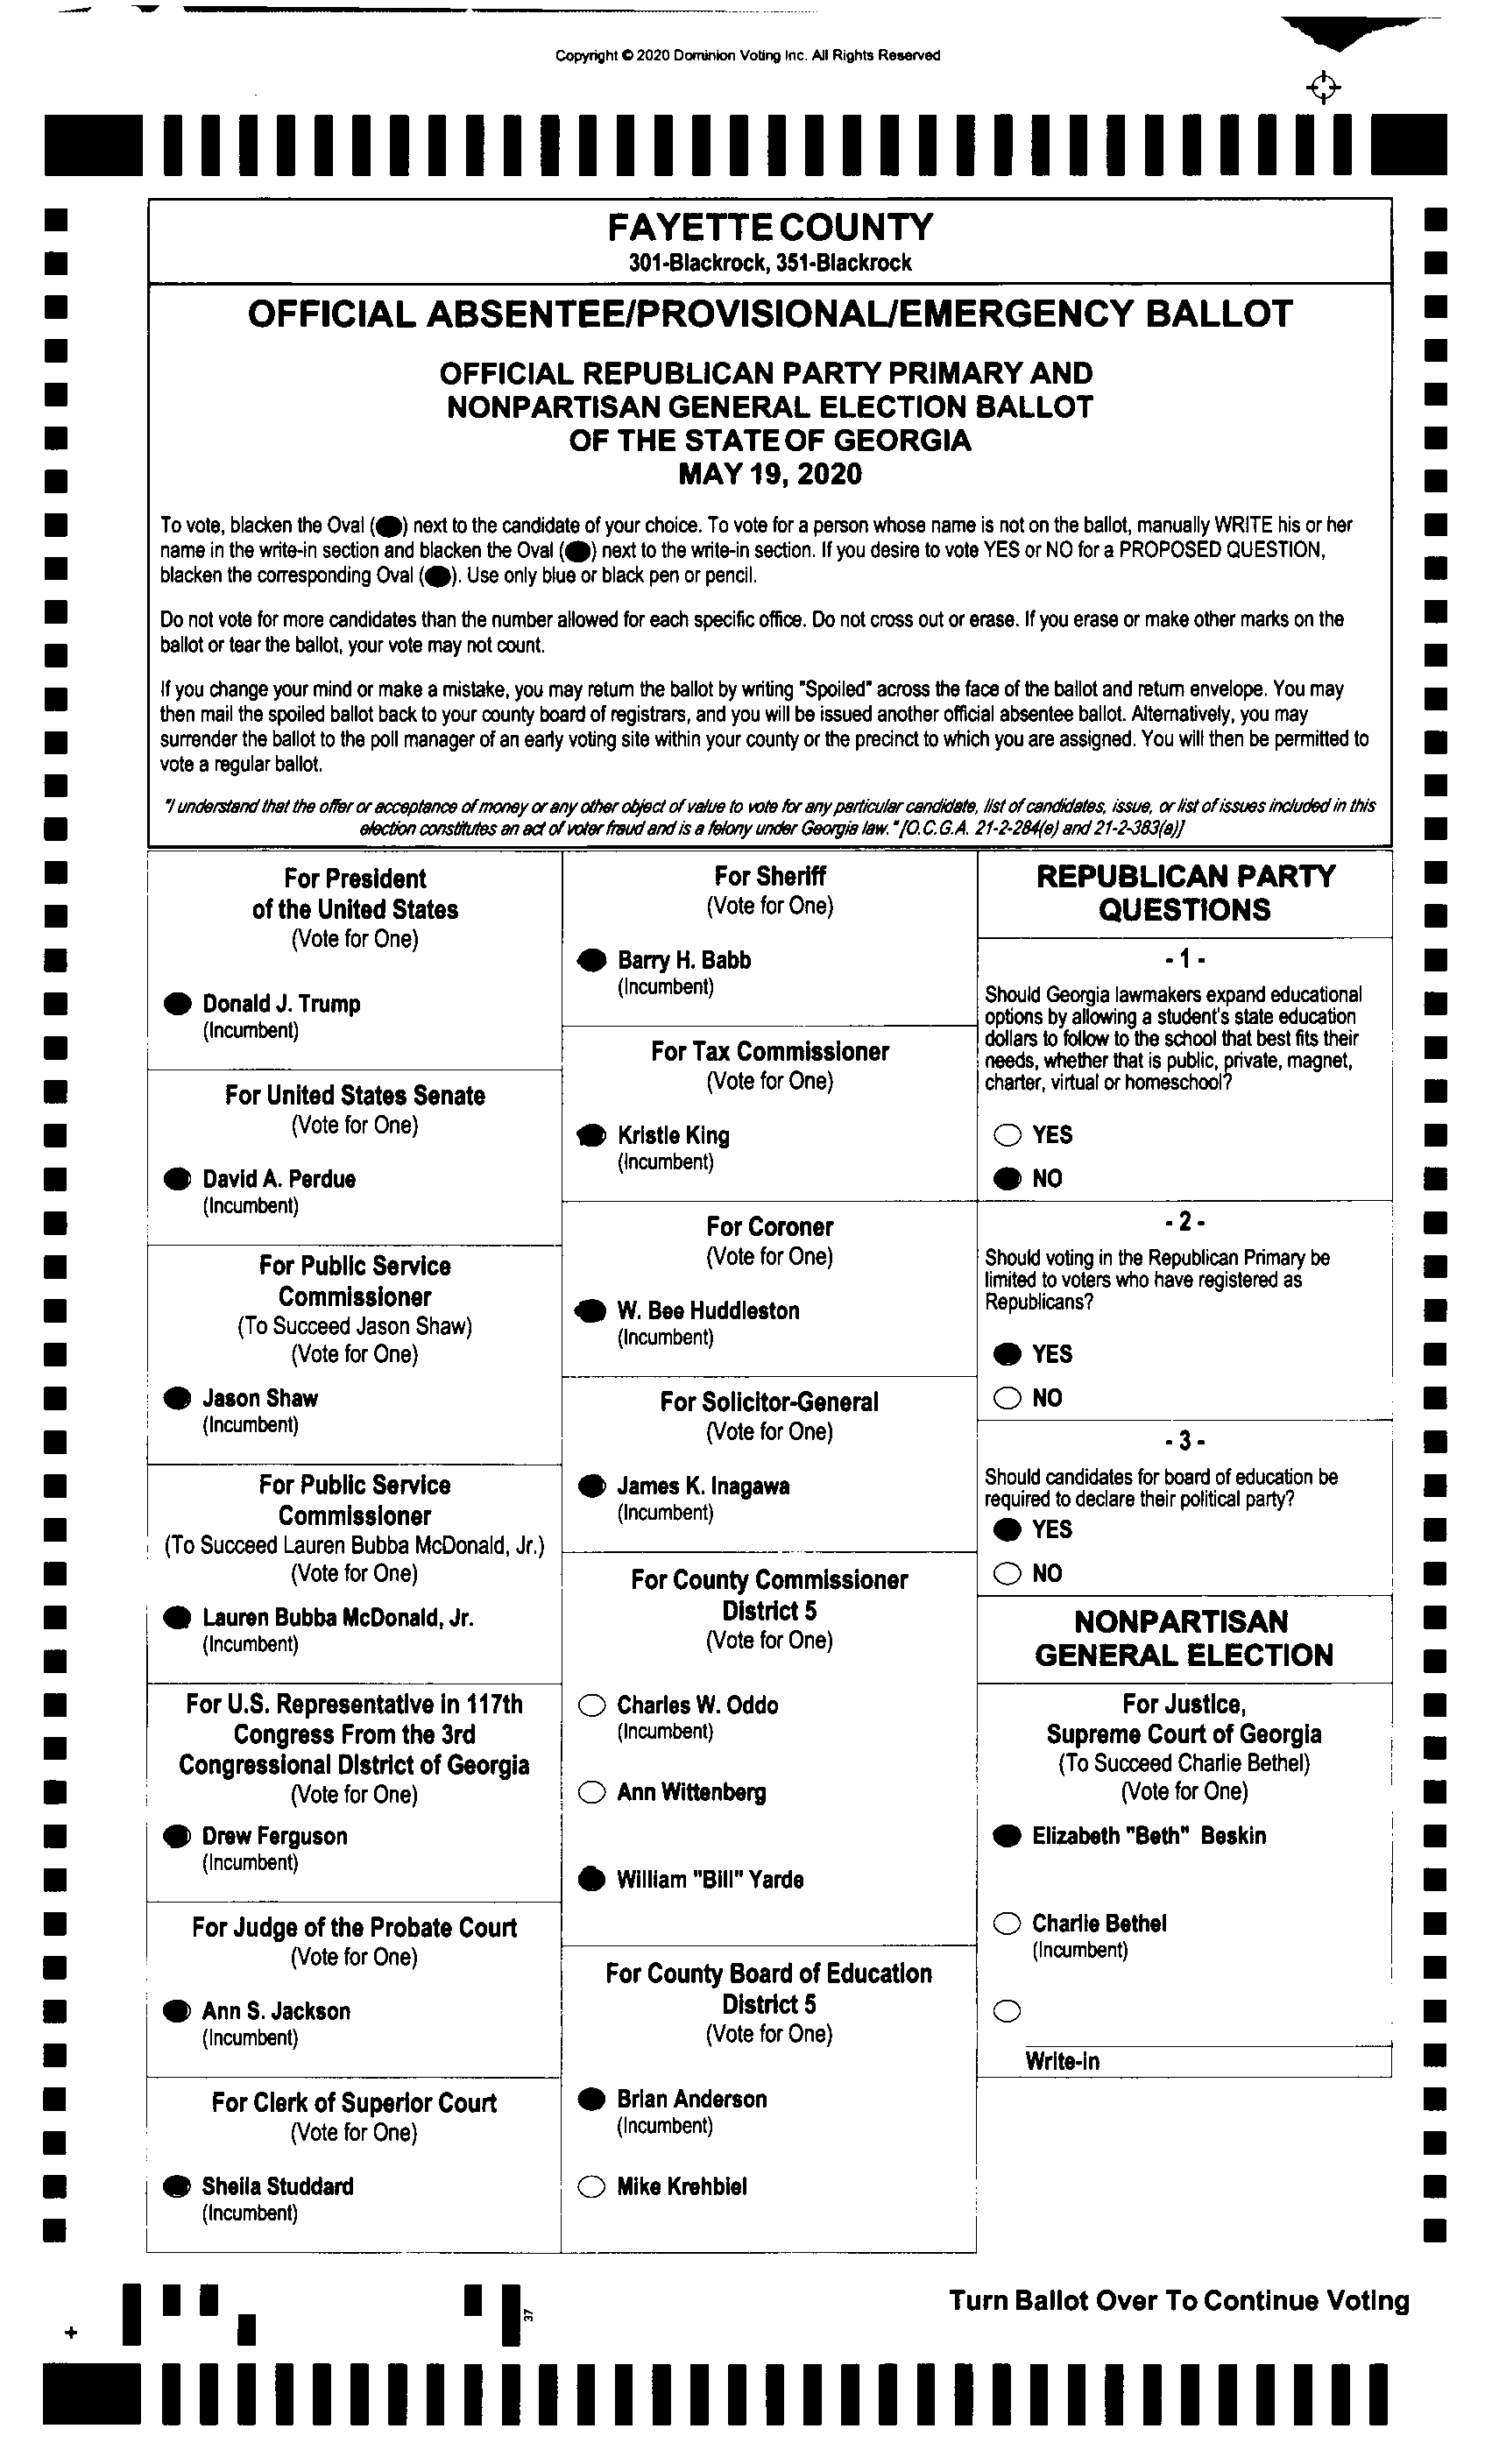 Copyright © 2020 Dominion Voting Inc. All Rights Reserved
FAYETTE COUNTY
301-Blackrock, 351-Blackrock
OFFICIAL ABSENTEE/PROVISIONAL/EMERGENCY BALLOT
OFFICIAL REPUBLICAN PARTY PRIMARY AND
NONPARTISAN GENERAL ELECTION BALLOT
OF THE STATE OF GEORGIA
MAY 19, 2020
To vote, blacken the Oval ( ) next to the candidate of your choice. To vote for a person whose name is not on the ballot, manually WRITE his or her
name in the write-in section and blacken the Oval ( ) next to the write-in section. If you desire to vote YES or NO for a PROPOSED QUESTION,
blacken the corresponding Oval ( ). Use only blue or black pen or pencil.
Do not vote for more candidates than the number allowed for each specific office. Do not cross out or erase. If you erase or make other marks on the
ballot or tear the ballot, your vote may not count.
If you change your mind or make a mistake, you may return the ballot by writing "Spoiled" across the face of the ballot and return envelope. You may
then mail the spoiled ballot back to your county board of registrars, and you will be issued another official absentee ballot. Alternatively, you may
surrender the ballot to the poll manager of an early voting site within your county or the precinct to which you are assigned. You will then be permitted to
vote a regular ballot.
"I understand that the offer or acceptance of money or any other object of value to vote for any particular candidate, list of candidates, issue, or list of issues included in this
election constitutes an act of voter fraud and is a felony under Georgia law." [O.C.G.A. 21-2-284(e) and 21-2-383(a)]
For President
of the United States
(Vote for One)
Donald J. Trump
(Incumbent)
For United States Senate
(Vote for One)
David A. Perdue
(Incumbent)
For Public Service
Commissioner
(To Succeed Jason Shaw)
(Vote for One)
Jason Shaw
(Incumbent)
For Public Service
Commissioner
(To Succeed Lauren Bubba McDonald, Jr.)
(Vote for One)
Lauren Bubba McDonald, Jr.
(Incumbent)
For U.S. Representative in 117th
Congress From the 3rd
Congressional District of Georgia
(Vote for One)
Drew Ferguson
(Incumbent)
For Judge of the Probate Court
(Vote for One)
Ann S. Jackson
(Incumbent)
For Clerk of Superior Court
(Vote for One)
Sheila Studdard
(Incumbent)
For Sheriff
(Vote for One)
Barry H. Babb
(Incumbent)
For Tax Commissioner
(Vote for One)
Kristie King
(Incumbent)
For Coroner
(Vote for One)
W. Bee Huddleston
(Incumbent)
For Solicitor-General
(Vote for One)
James K. Inagawa
(Incumbent)
For County Commissioner
District 5
(Vote for One)
Charles W. Oddo
(Incumbent)
Ann Wittenberg
William "Bill" Yarde
For County Board of Education
District 5
(Vote for One)
Brian Anderson
(Incumbent)
Mike Krehbiel
REPUBLICAN PARTY
QUESTIONS
- 1 -
Should Georgia lawmakers expand educational
options by allowing a student's state education
dollars to follow to the school that best fits their
needs, whether that is public, private, magnet,
charter, virtual or homeschool?
YES
NO
- 2 -
Should voting in the Republican Primary be
limited to voters who have registered as
Republicans?
YES
NO
- 3 -
Should candidates for board of education be
required to declare their political party?
YES
NO
NONPARTISAN
GENERAL ELECTION
For Justice,
Supreme Court of Georgia
(To Succeed Charlie Bethel)
(Vote for One)
Elizabeth "Beth" Beskin
Charlie Bethel
(Incumbent)
Write-in
37
Turn Ballot Over To Continue Voting